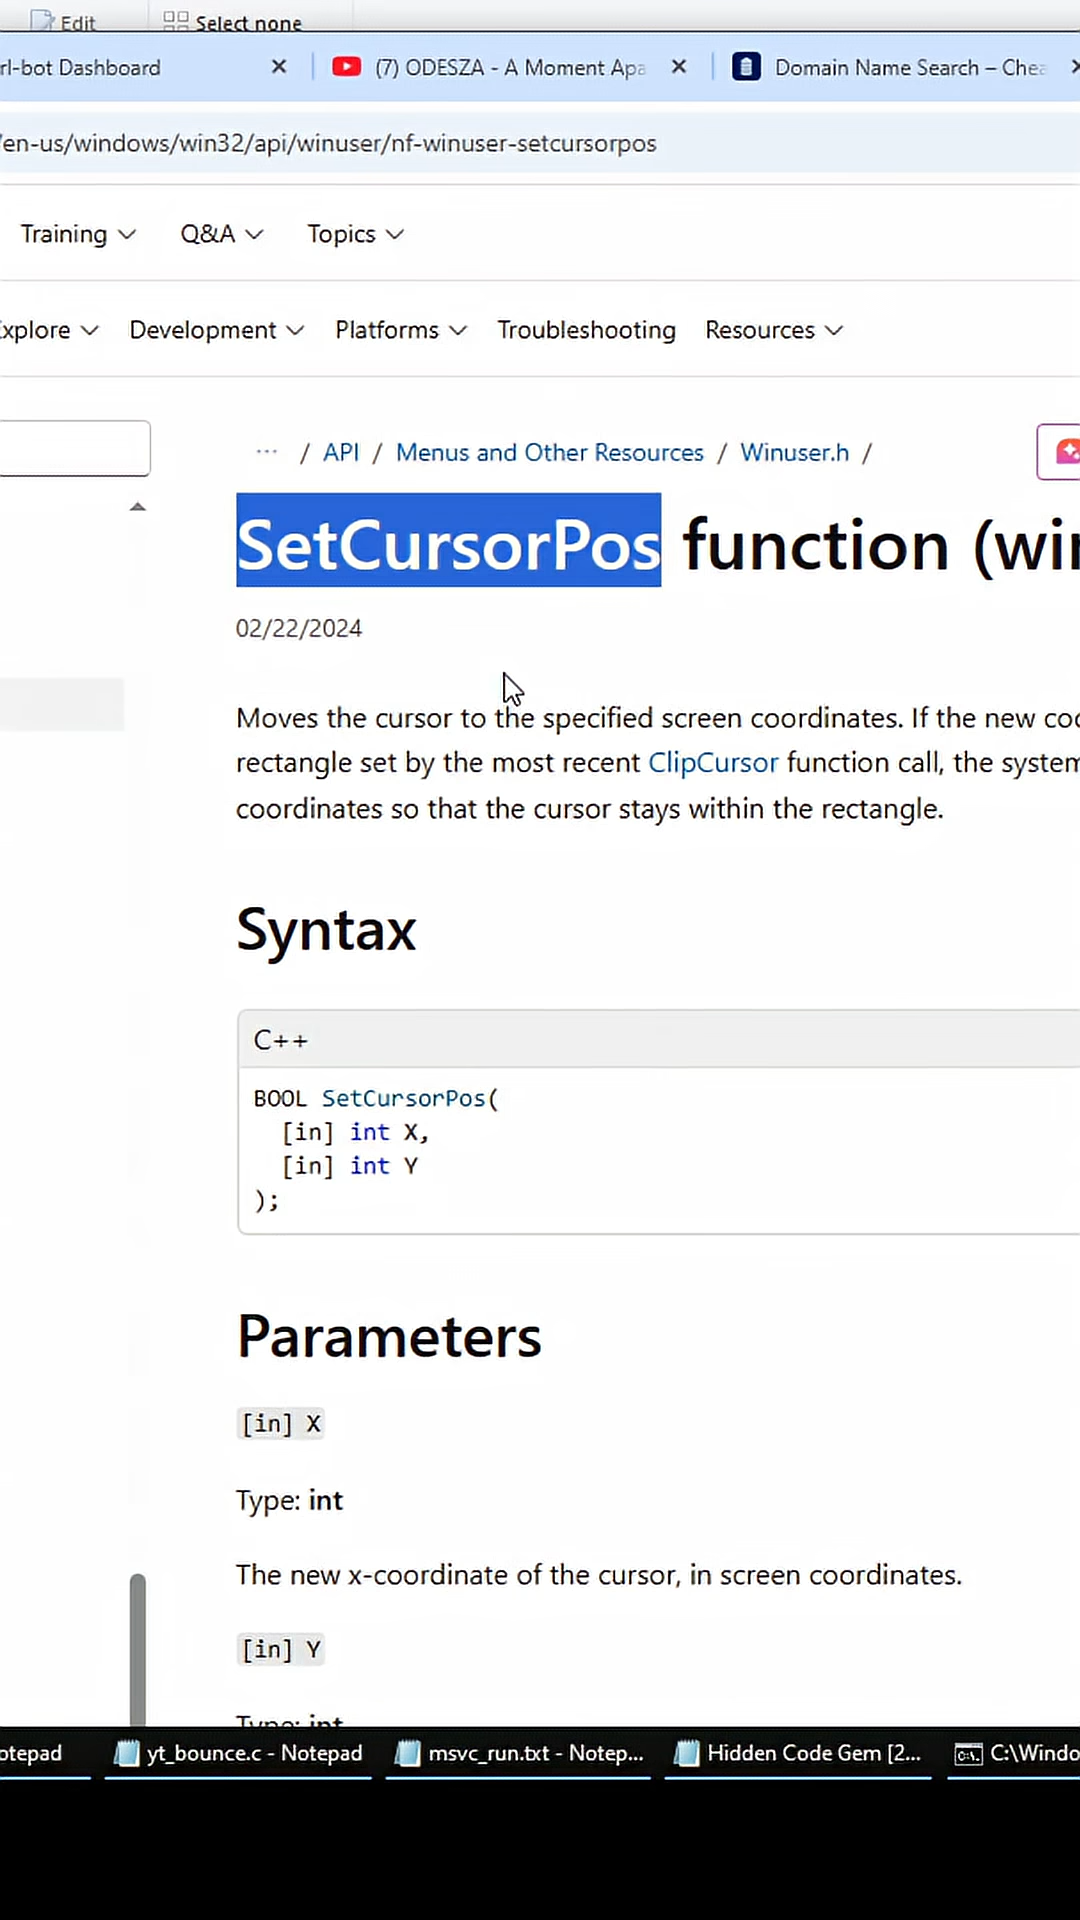 Edit Select none
rl-bot Dashboard (7) ODESZA - A Moment Apa Domain Name Search – Chea
/en-us/windows/win32/api/winuser/nf-winuser-setcursorpos
Training Q&A Topics
Explore Development Platforms Troubleshooting Resources
... / API / Menus and Other Resources / Winuser.h /
SetCursorPos function (win
02/22/2024
Moves the cursor to the specified screen coordinates. If the new coo
rectangle set by the most recent ClipCursor function call, the system
coordinates so that the cursor stays within the rectangle.
Syntax
C++
BOOL SetCursorPos(
[in] int X,
[in] int Y
);
Parameters
[in] X
Type: int
The new x-coordinate of the cursor, in screen coordinates.
[in] Y
Type: int
otepad yt_bounce.c - Notepad msvc_run.txt - Notep... Hidden Code Gem [2... C:\Windo